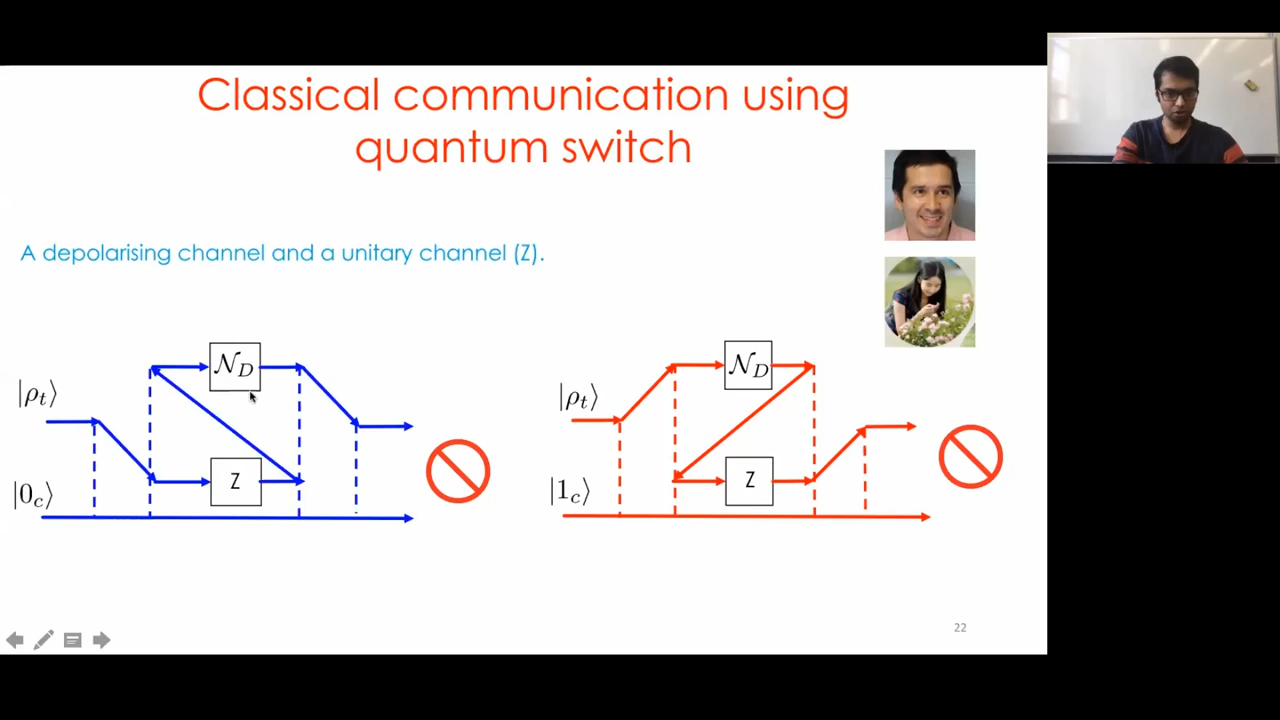 Classical communication using
quantum switch
A depolarising channel and a unitary channel (Z).
|ρ_t⟩
𝒩_D
Z
|0_c⟩
|ρ_t⟩
𝒩_D
Z
|1_c⟩
22